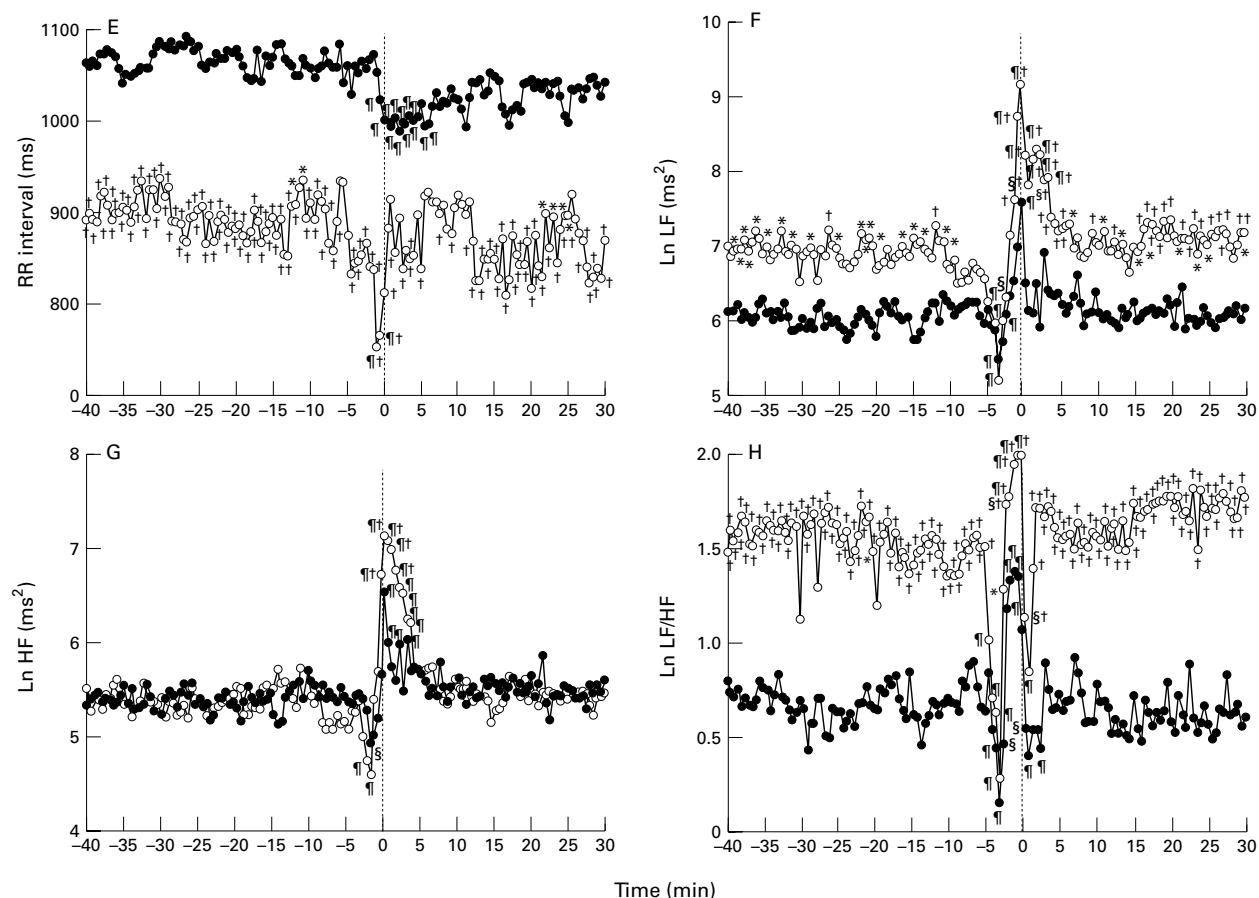 E
1100
1000
900
800
0
RR interval (ms)
–40 –35 –30 –25 –20 –15 –10 –5 0 5 10 15 20 25 30
F
10
9
8
7
6
5
Ln LF (ms²)
–40 –35 –30 –25 –20 –15 –10 –5 0 5 10 15 20 25 30
G
8
7
6
5
4
Ln HF (ms²)
–40 –35 –30 –25 –20 –15 –10 –5 0 5 10 15 20 25 30
H
2.0
1.5
1.0
0.5
0
Ln LF/HF
–40 –35 –30 –25 –20 –15 –10 –5 0 5 10 15 20 25 30
Time (min)